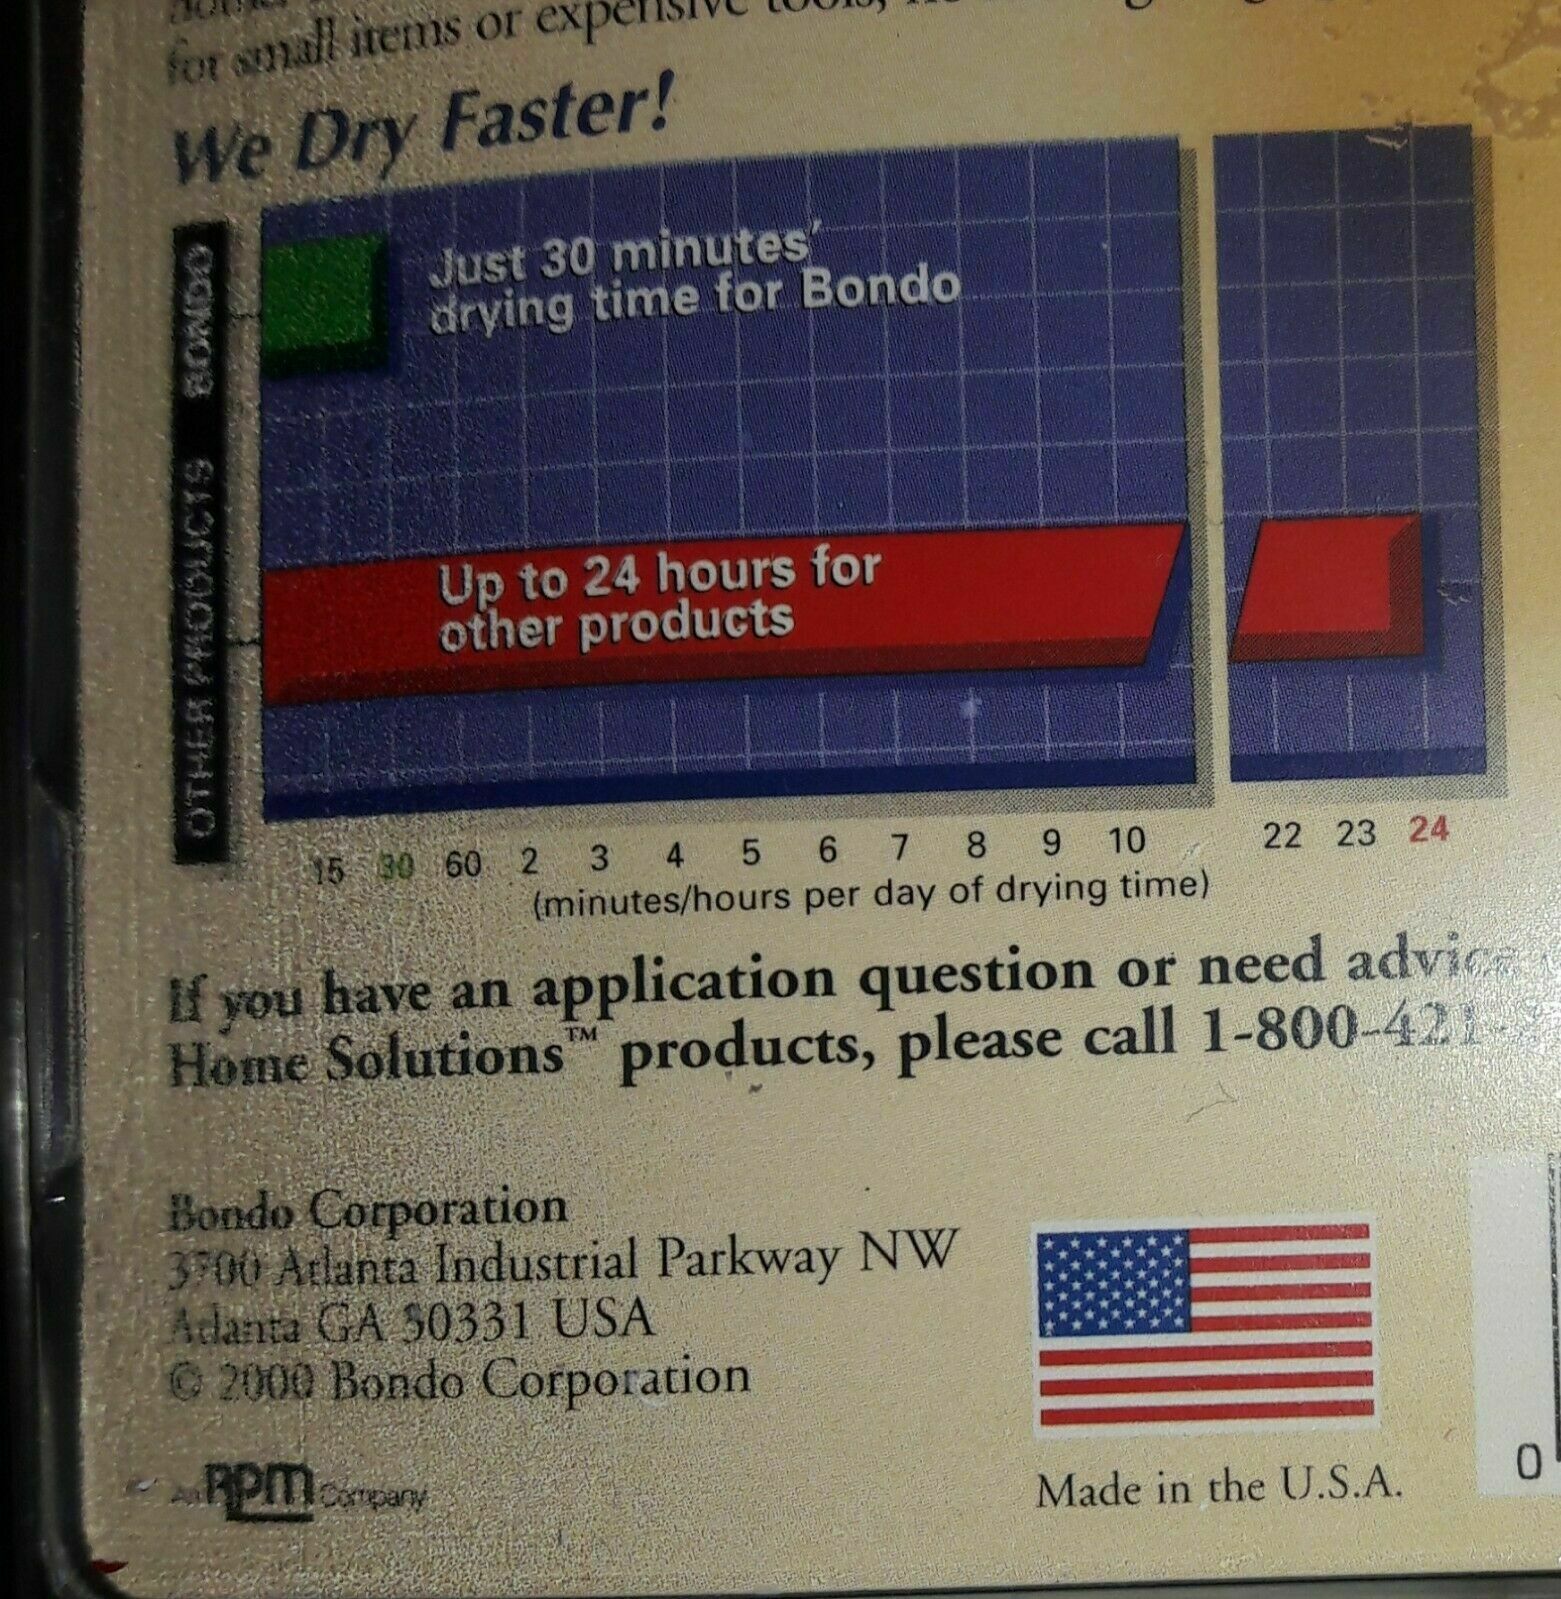 for small items or expensive tools,
We Dry Faster!
BONDO
Just 30 minutes'
drying time for Bondo
OTHER PRODUCTS
Up to 24 hours for
other products
15 30 60 2 3 4 5 6 7 8 9 10 22 23 24
(minutes/hours per day of drying time)
If you have an application question or need advice
Home Solutions™ products, please call 1-800-421-
Bondo Corporation
3700 Atlanta Industrial Parkway NW
Atlanta GA 30331 USA
© 2000 Bondo Corporation
An RPM Company
Made in the U.S.A.
0